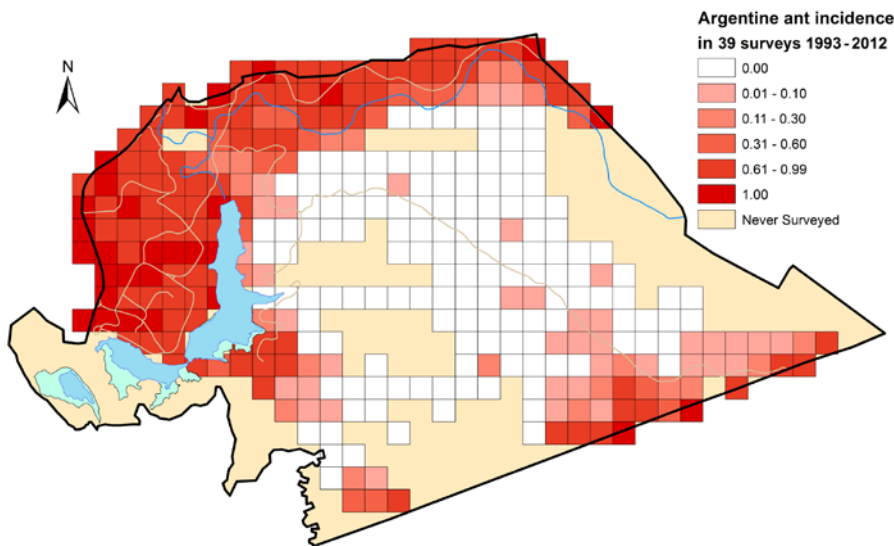 Argentine ant incidence
in 39 surveys 1993-2012
N
0.00
0.01 - 0.10
0.11 - 0.30
0.31 - 0.60
0.61 - 0.99
1.00
Never Surveyed